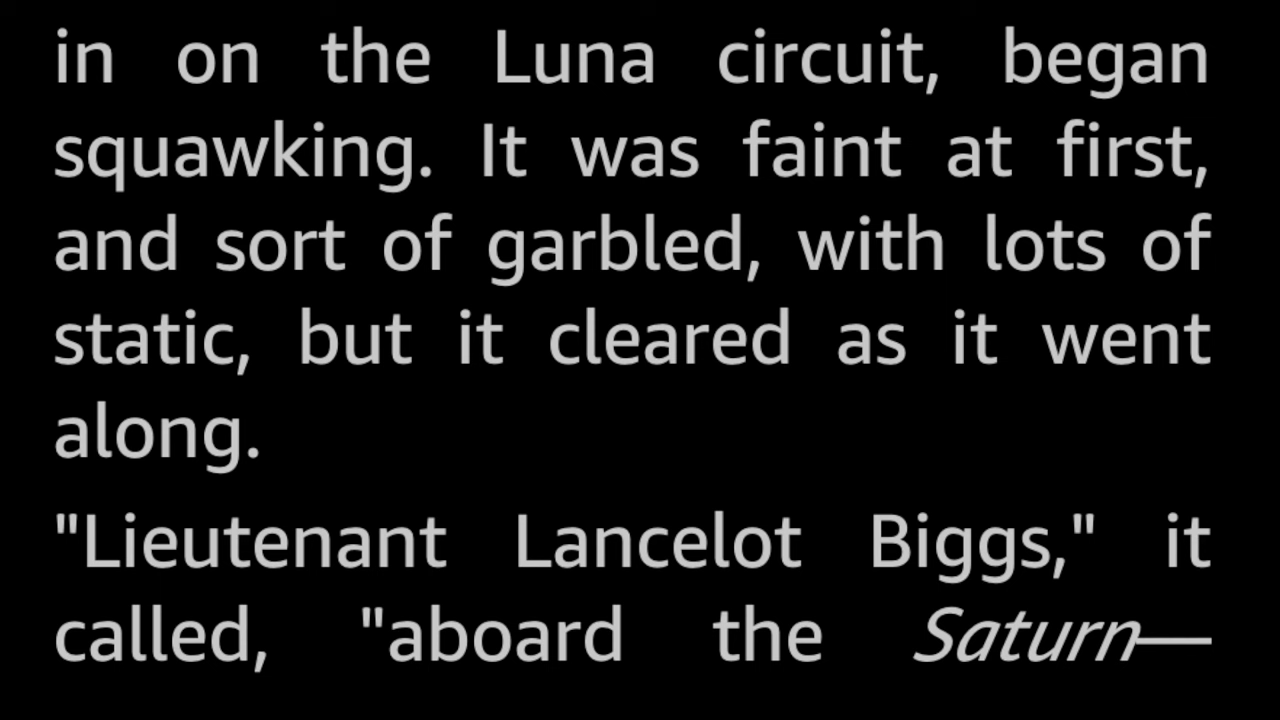 in on the Luna circuit, began
squawking. It was faint at first,
and sort of garbled, with lots of
static, but it cleared as it went
along.
"Lieutenant Lancelot Biggs," it
called, "aboard the Saturn—